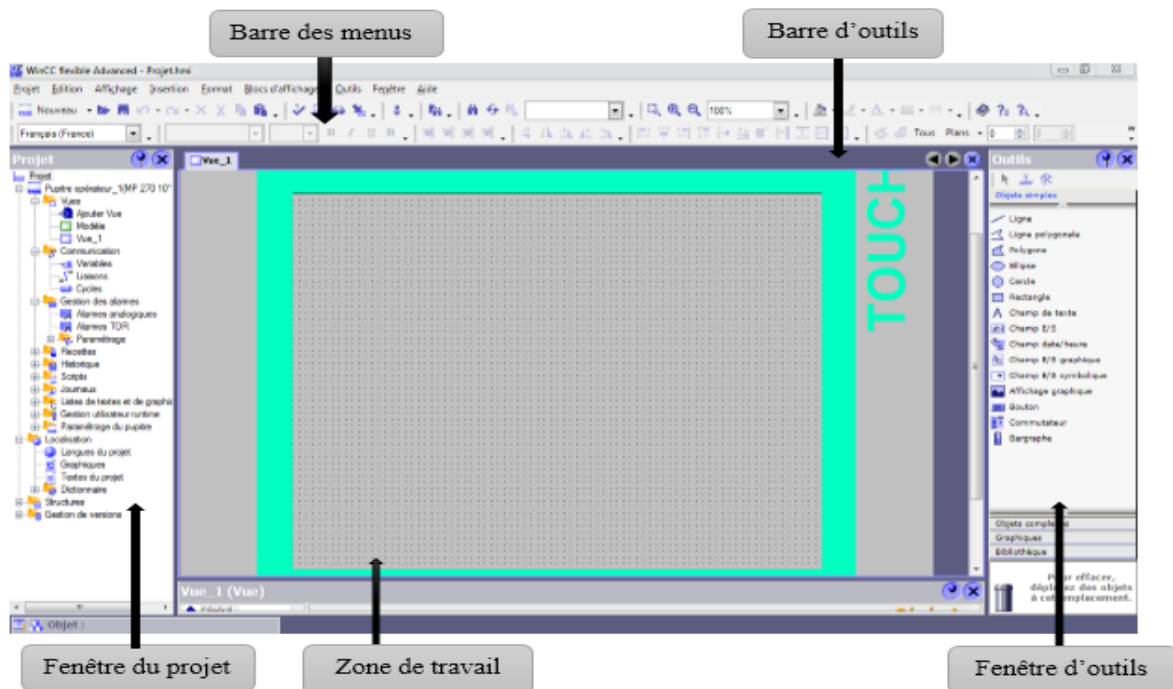 Barre des menus
Barre d'outils
WinCC flexible Advanced - Projet.hmi
Projet Edition Affichage Insertion Format Blocs d'affichage Outils Fenêtre Aide
Nouveau 100%
Français (France) Tous Plans 0 0
Projet
Vue_1
Outils
Projet
Pupitre opérateur_1(MP 270 10"
Vues
Ajouter Vue
Modèle
Vue_1
Communication
Variables
Liaisons
Cycles
Gestion des alarmes
Alarmes analogiques
Alarmes TOR
Paramétrage
Recettes
Historique
Scripts
Journaux
Listes de textes et de graphic
Gestion utilisateur runtime
Paramétrage du pupitre
Localisation
Langues du projet
Graphiques
Textes du projet
Dictionnaire
Structures
Gestion de versions
TOUCH
Objets simples
Ligne
Ligne polygonale
Polygone
Ellipse
Cercle
Rectangle
A Champ de texte
Champ E/S
Champ date/heure
Champ E/S graphique
Champ E/S symbolique
Affichage graphique
Bouton
Commutateur
Bargraphe
Objets complexes
Graphiques
Bibliothèque
Pour effacer,
déplacez des objets
à cet emplacement.
Vue_1 (Vue)
Général
Objet :
Fenêtre du projet
Zone de travail
Fenêtre d'outils